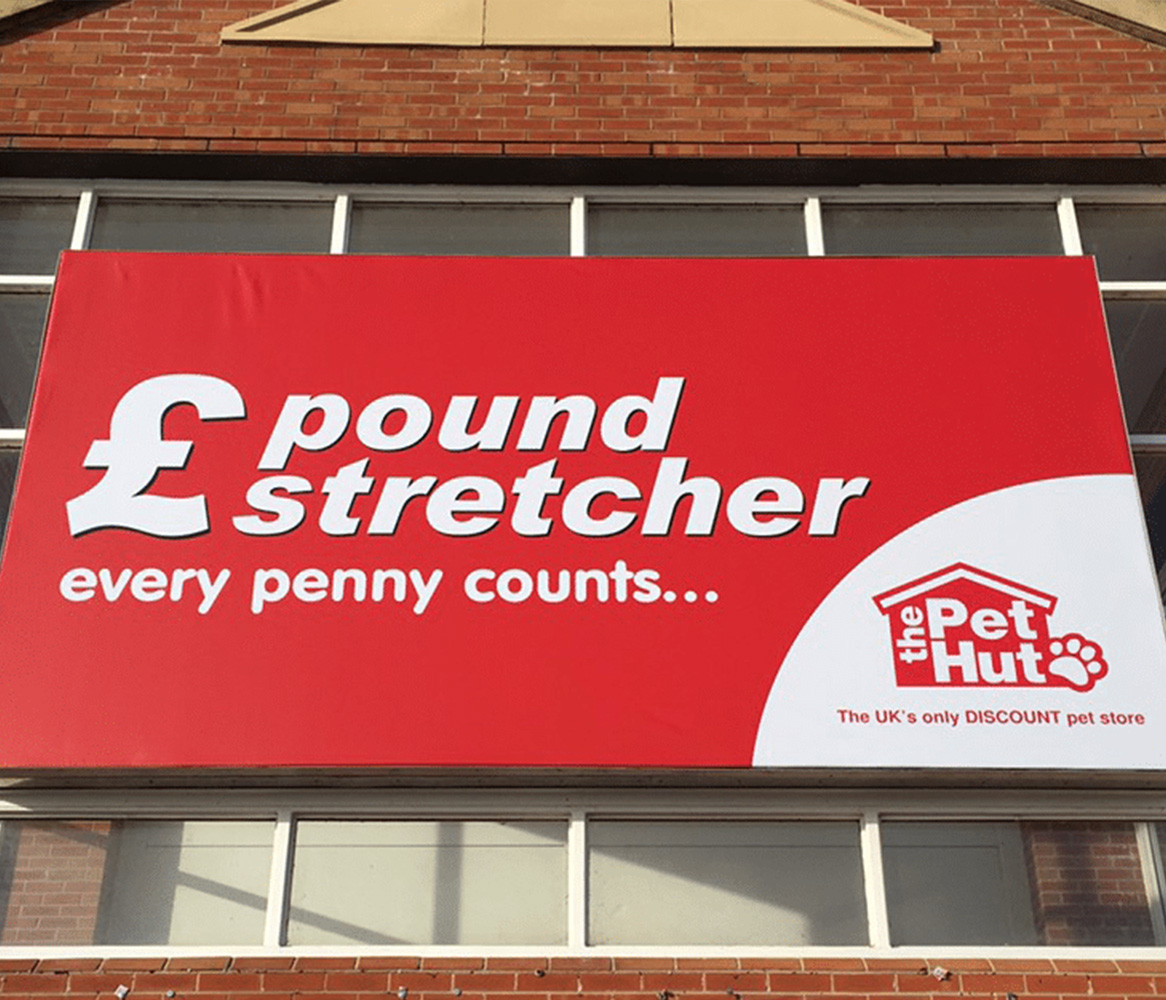 £ pound
stretcher
every penny counts...
the Pet
Hut
The UK's only DISCOUNT pet store